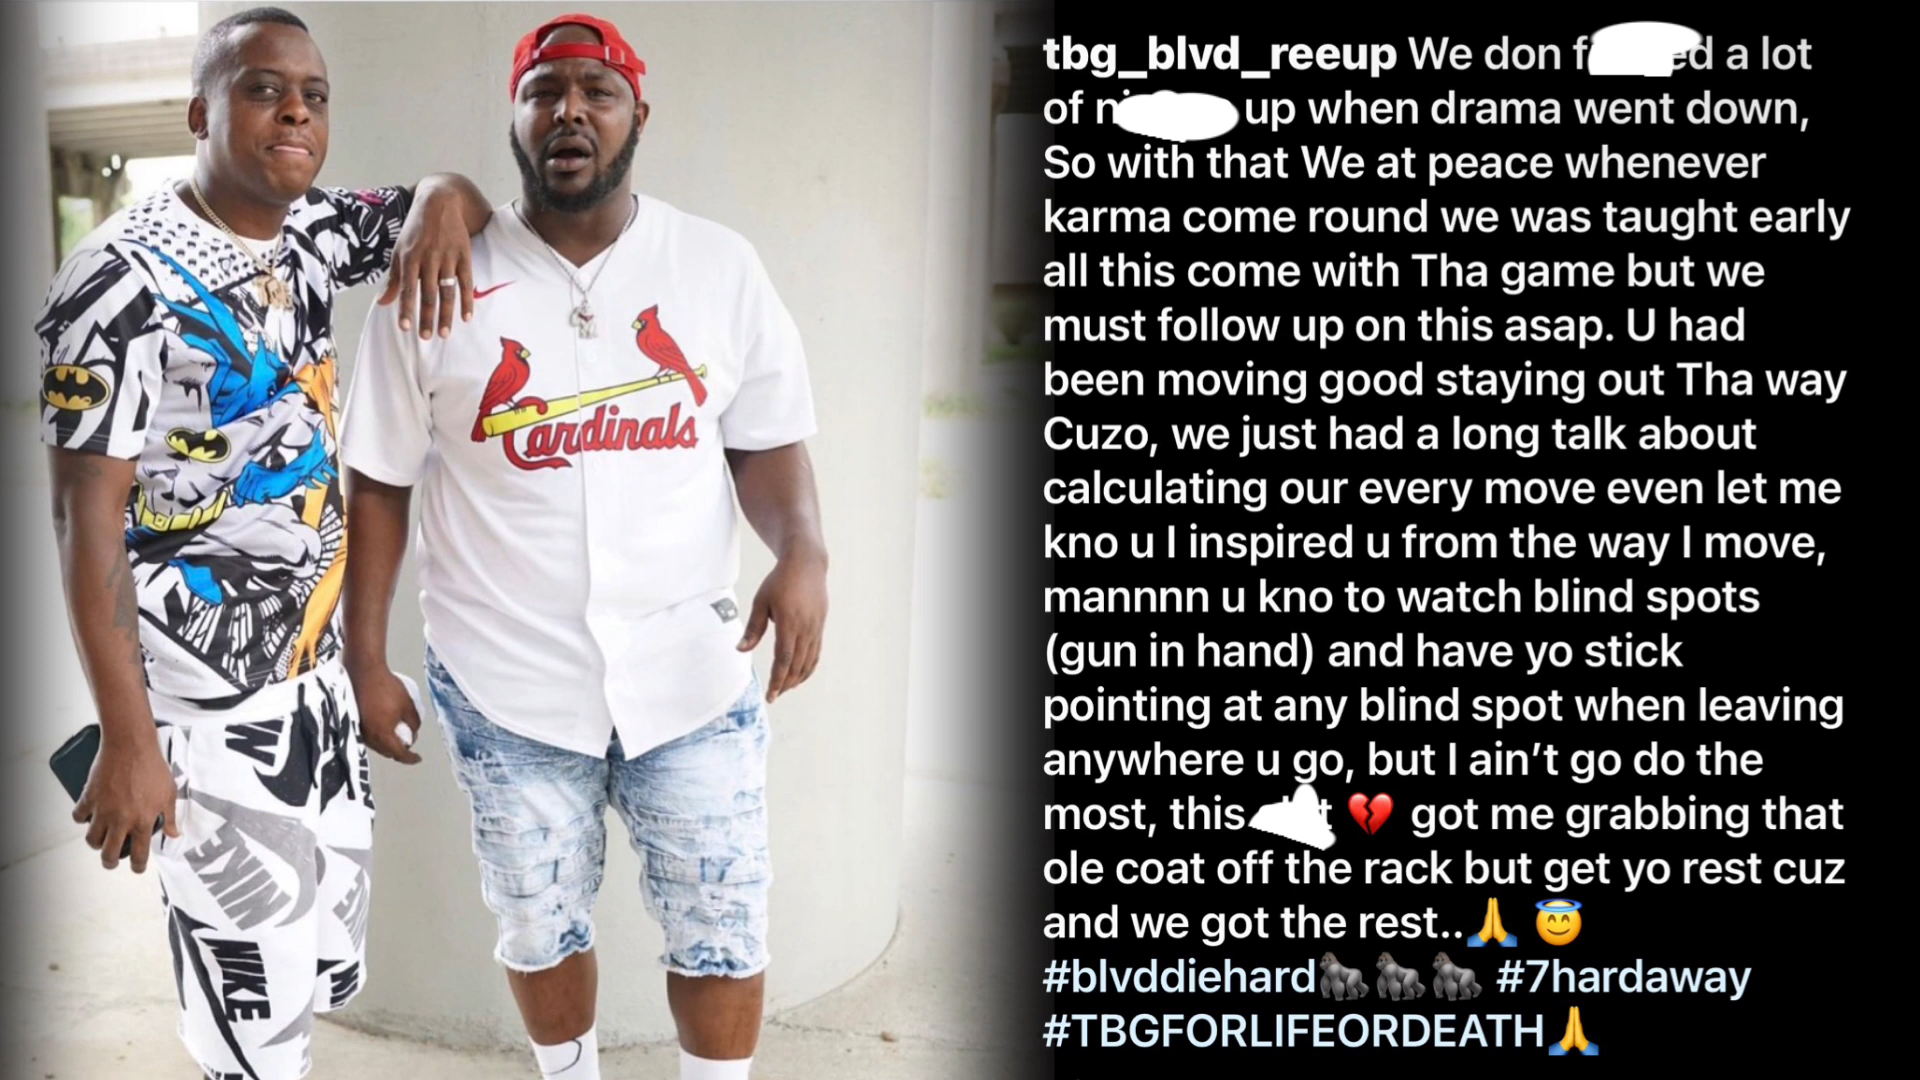 Cardinals
NIKE
NIKE
tbg_blvd_reeup We don a lot
of up when drama went down,
So with that We at peace whenever
karma come round we was taught early
all this come with Tha game but we
must follow up on this asap. U had
been moving good staying out Tha way
Cuzo, we just had a long talk about
calculating our every move even let me
kno u I inspired u from the way I move,
mannnn u kno to watch blind spots
(gun in hand) and have yo stick
pointing at any blind spot when leaving
anywhere u go, but I ain’t go do the
most, this 💔 got me grabbing that
ole coat off the rack but get yo rest cuz
and we got the rest..🙏 😇
#blvddiehard🦍🦍🦍 #7hardaway
#TBGFORLIFEORDEATH🙏